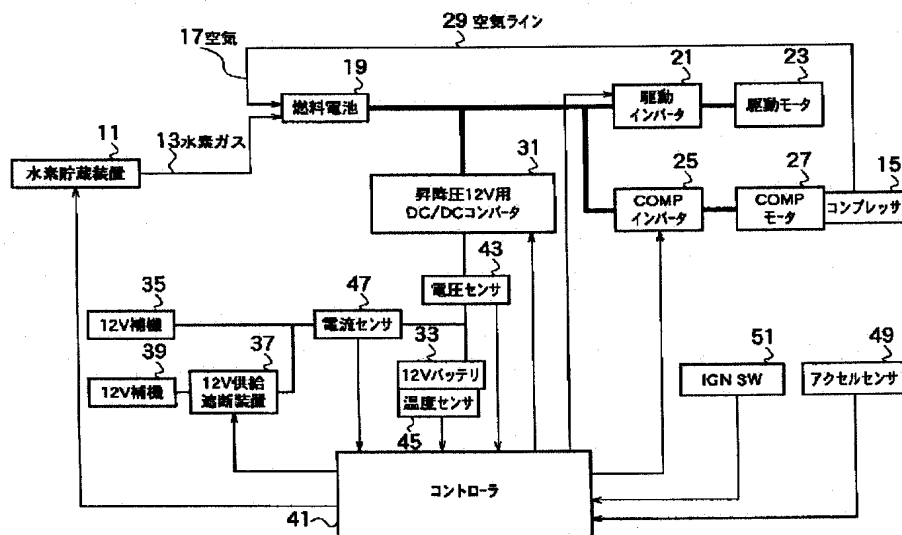 29 空気ライン
17空気
19
燃料電池
21
駆動
インバータ
23
駆動モータ
11
水素貯蔵装置
13水素ガス
31
昇降圧12V用
DC/DCコンバータ
25
COMP
インバータ
27
COMP
モータ
15
コンプレッサ
43
電圧センサ
35
12V補機
47
電流センサ
33
12Vバッテリ
温度センサ
45
39
12V補機
37
12V供給
遮断装置
51
IGN SW
49
アクセルセンサ
コントローラ
41